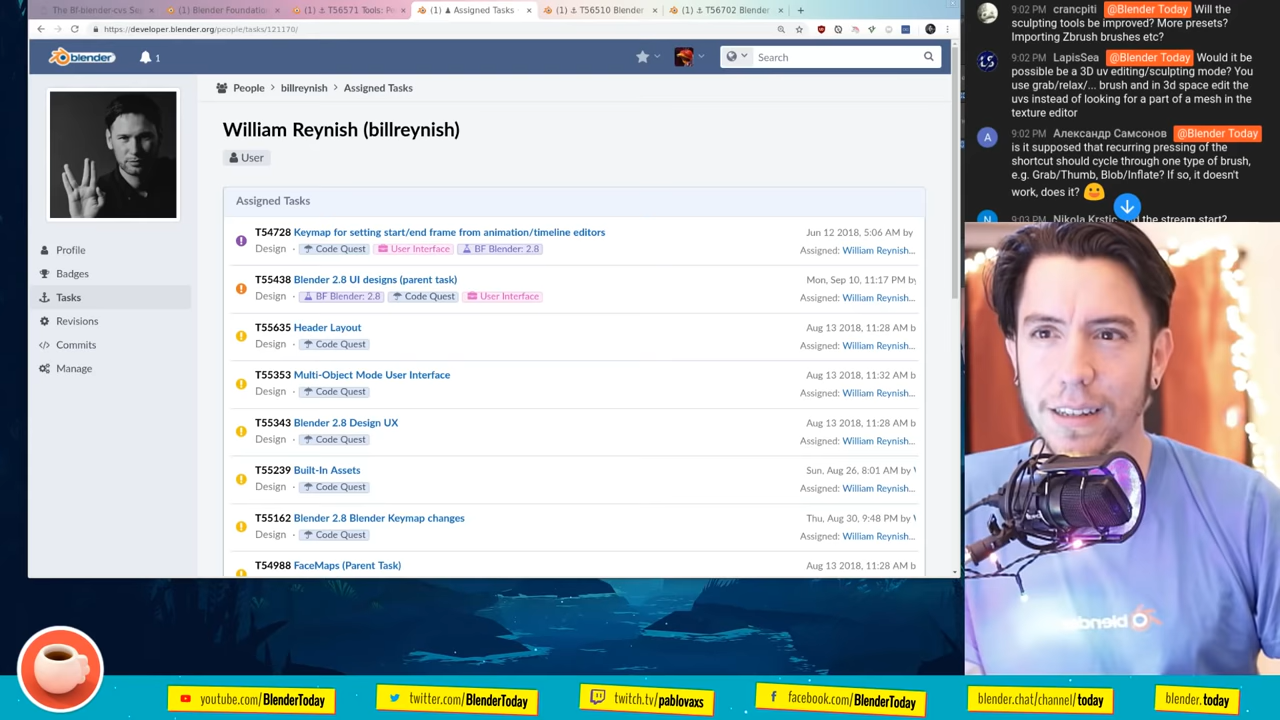 The Bf-blender-cvs Se
(1) Blender Foundatio
(1) ⚓ T56571 Tools: P
(1) ♟ Assigned Tasks
(1) ⚓ T56510 Blender
(1) ⚓ T56702 Blender
https://developer.blender.org/people/tasks/121170/
blender
1
Search
People > billreynish > Assigned Tasks
William Reynish (billreynish)
User
Profile
Badges
Tasks
Revisions
Commits
Manage
Assigned Tasks
T54728 Keymap for setting start/end frame from animation/timeline editors
Jun 12 2018, 5:06 AM by
Design · Code Quest User Interface BF Blender: 2.8
Assigned: William Reynish...
T55438 Blender 2.8 UI designs (parent task)
Mon, Sep 10, 11:17 PM by
Design · BF Blender: 2.8 Code Quest User Interface
Assigned: William Reynish...
T55635 Header Layout
Aug 13 2018, 11:28 AM b
Design · Code Quest
Assigned: William Reynish...
T55353 Multi-Object Mode User Interface
Aug 13 2018, 11:32 AM b
Design · Code Quest
Assigned: William Reynish...
T55343 Blender 2.8 Design UX
Aug 13 2018, 11:28 AM b
Design · Code Quest
Assigned: William Reynish...
T55239 Built-In Assets
Sun, Aug 26, 8:01 AM by
Design · Code Quest
Assigned: William Reynish...
T55162 Blender 2.8 Blender Keymap changes
Thu, Aug 30, 9:48 PM by
Design · Code Quest
Assigned: William Reynish...
T54988 FaceMaps (Parent Task)
Aug 13 2018, 11:28 AM b
9:02 PM crancpiti @Blender Today Will the
sculpting tools be improved? More presets?
Importing Zbrush brushes etc?
9:02 PM LapisSea @Blender Today Would it be
possible be a 3D uv editing/sculpting mode? You
use grab/relax/... brush and in 3d space edit the
uvs instead of looking for a part of a mesh in the
texture editor
A
9:02 PM Александр Самсонов @Blender Today
is it supposed that recurring pressing of the
shortcut should cycle through one type of brush,
e.g. Grab/Thumb, Blob/Inflate? If so, it doesn't
work, does it?
9:03 PM Nikola Krstic the stream start?
blender
youtube.com/BlenderToday
twitter.com/BlenderToday
twitch.tv/pablovaxs
facebook.com/BlenderToday
blender.chat/channel/today
blender.today